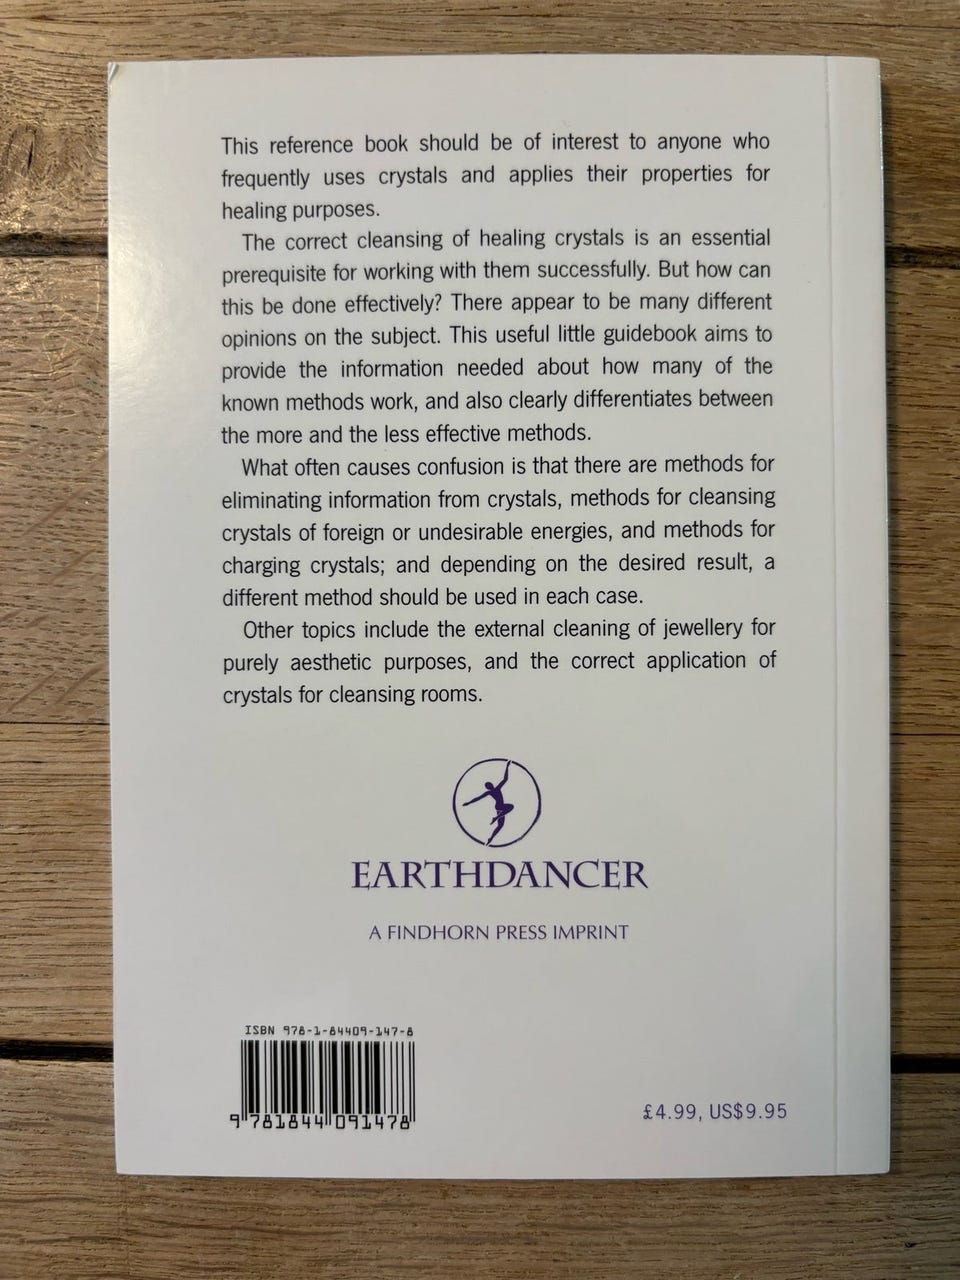 This reference book should be of interest to anyone who
frequently uses crystals and applies their properties for
healing purposes.
The correct cleansing of healing crystals is an essential
prerequisite for working with them successfully. But how can
this be done effectively? There appear to be many different
opinions on the subject. This useful little guidebook aims to
provide the information needed about how many of the
known methods work, and also clearly differentiates between
the more and the less effective methods.
What often causes confusion is that there are methods for
eliminating information from crystals, methods for cleansing
crystals of foreign or undesirable energies, and methods for
charging crystals; and depending on the desired result, a
different method should be used in each case.
Other topics include the external cleaning of jewellery for
purely aesthetic purposes, and the correct application of
crystals for cleansing rooms.
EARTHDANCER
A FINDHORN PRESS IMPRINT
ISBN 978-1-84409-147-8
9 781844 091478
£4.99, US$9.95